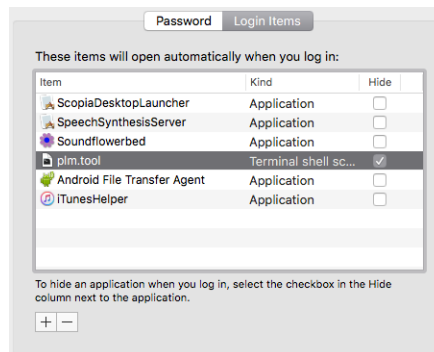 Password Login Items
These items will open automatically when you log in:
Item Kind Hide
ScopiaDesktopLauncher Application
SpeechSynthesisServer Application
Soundflowerbed Application
plm.tool Terminal shell sc...
Android File Transfer Agent Application
iTunesHelper Application
To hide an application when you log in, select the checkbox in the Hide
column next to the application.
+ −